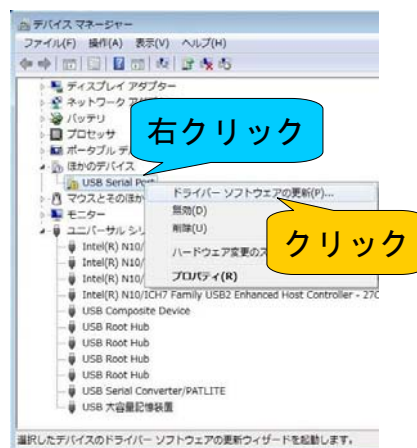 デバイス マネージャー
ファイル(F) 操作(A) 表示(V) ヘルプ(H)
ディスプレイ アダプター
ネットワーク
バッテリ
プロセッサ
ポータブル デ
右クリック
ほかのデバイス
USB Serial Port
ドライバー ソフトウェアの更新(P)...
マウスとそのほか
無効(D)
モニター
削除(U)
ユニバーサル シリ
クリック
Intel(R) N10/
ハードウェア変更のス
Intel(R) N10/
Intel(R) N10/
プロパティ(R)
Intel(R) N10/ICH7 Family USB2 Enhanced Host Controller - 27C
USB Composite Device
USB Root Hub
USB Root Hub
USB Root Hub
USB Root Hub
USB Serial Converter/PATLITE
USB 大容量記憶装置
選択したデバイスのドライバー ソフトウェアの更新ウィザードを起動します。